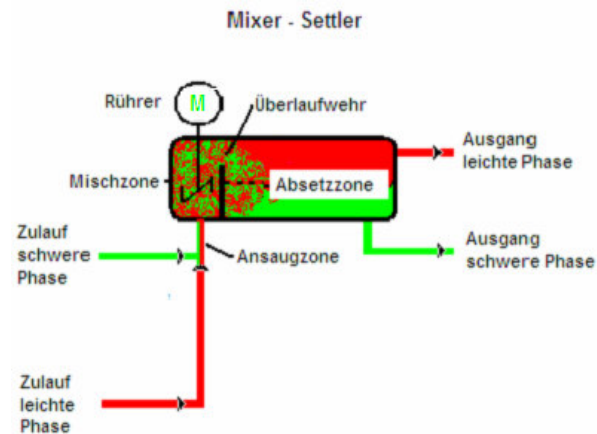 Mixer - Settler
Rührer
M
Überlaufwehr
Ausgang
leichte Phase
Mischzone
Absetzzone
Zulauf
schwere
Phase
Ansaugzone
Ausgang
schwere Phase
Zulauf
leichte
Phase